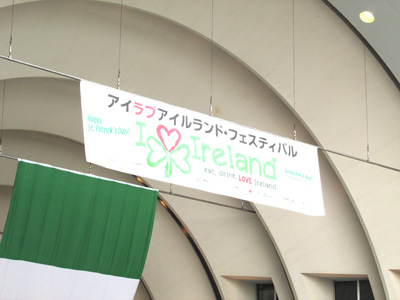 アイラブアイルランド・フェスティバル
Happy
St.Patrick's Day!
I Ireland
eat, drink, LOVE Ireland!